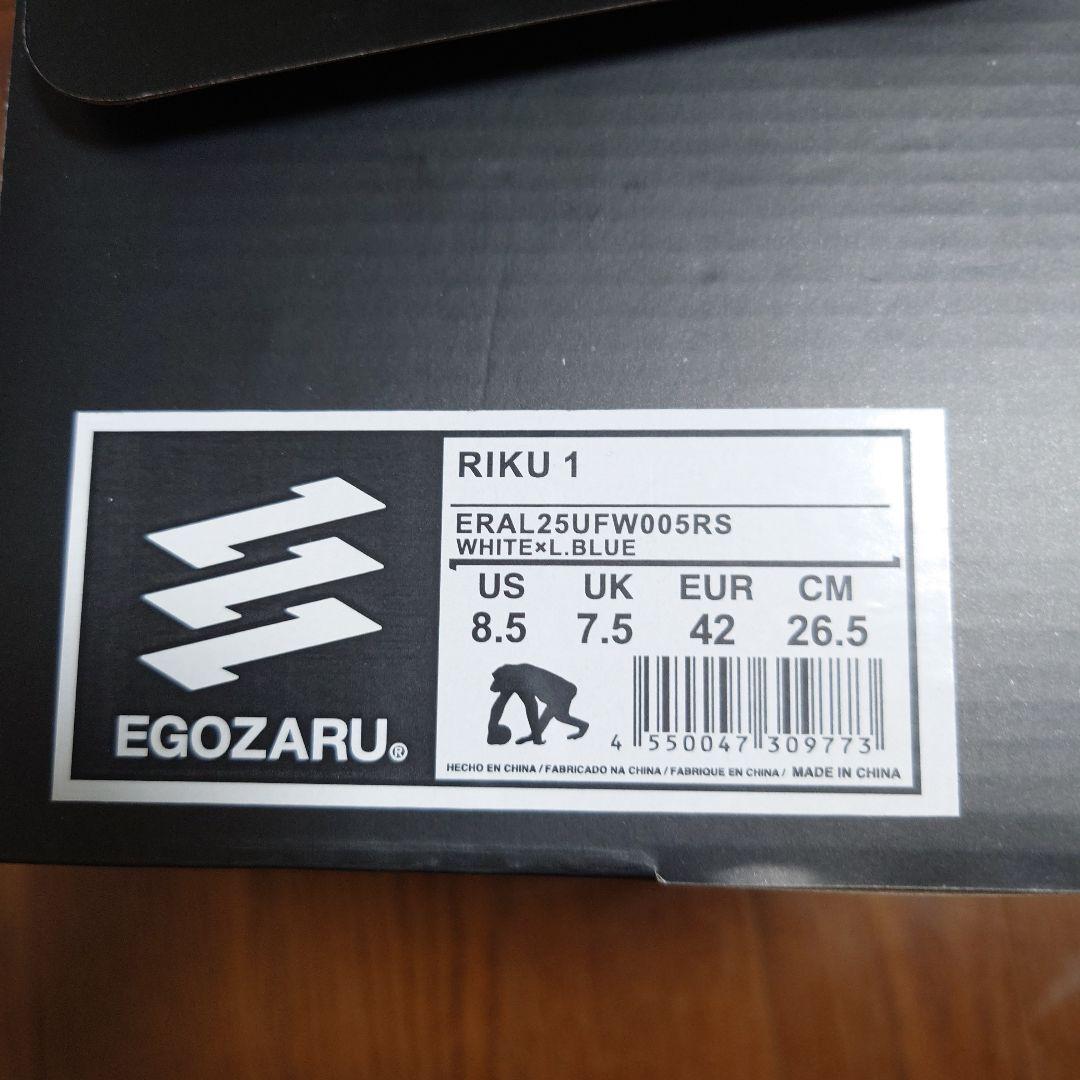 RIKU 1
ERAL25UFW005RS
WHITE×L.BLUE
US UK EUR CM
8.5 7.5 42 26.5
EGOZARU®
4 550047 309773
HECHO EN CHINA / FABRICADO NA CHINA / FABRIQUE EN CHINA / MADE IN CHINA